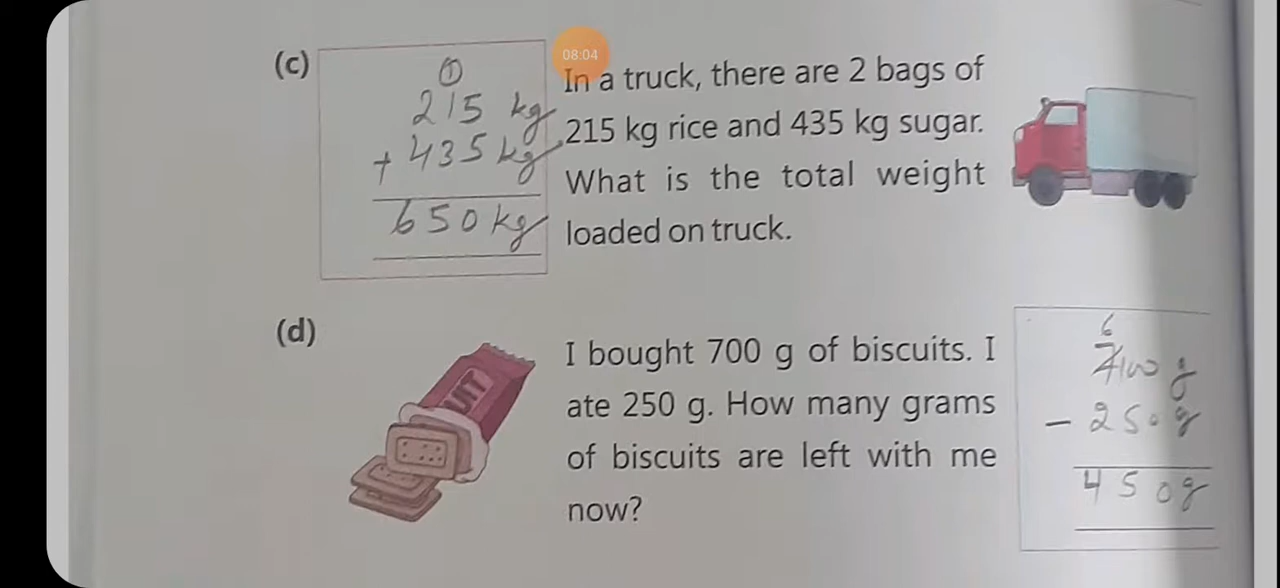 (c)
①
215 kg
+ 435 kg
650 kg
08:04
In a truck, there are 2 bags of
215 kg rice and 435 kg sugar.
What is the total weight
loaded on truck.
(d)
UIT
I bought 700 g of biscuits. I
ate 250 g. How many grams
of biscuits are left with me
now?
6
7100 g
- 250 g
450 g